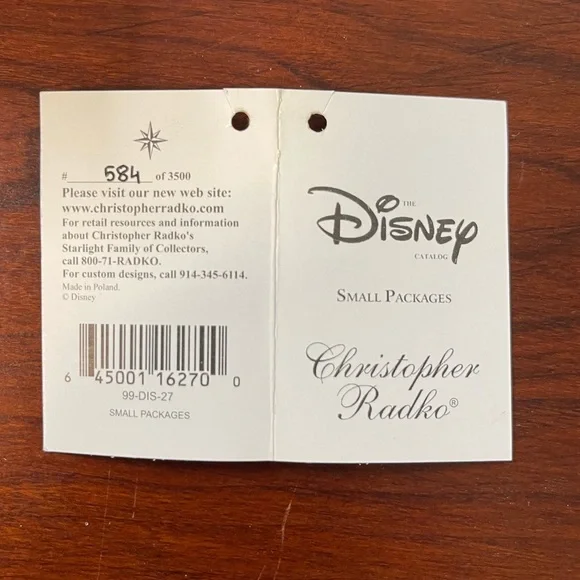 # 584 of 3500
Please visit our new web site:
www.christopherradko.com
For retail resources and information
about Christopher Radko's
Starlight Family of Collectors,
call 800-71-RADKO.
For custom designs, call 914-345-6114.
Made in Poland.
© Disney
6 45001 16270 0
99-DIS-27
SMALL PACKAGES
THE
Disney
CATALOG
SMALL PACKAGES
Christopher
Radko®